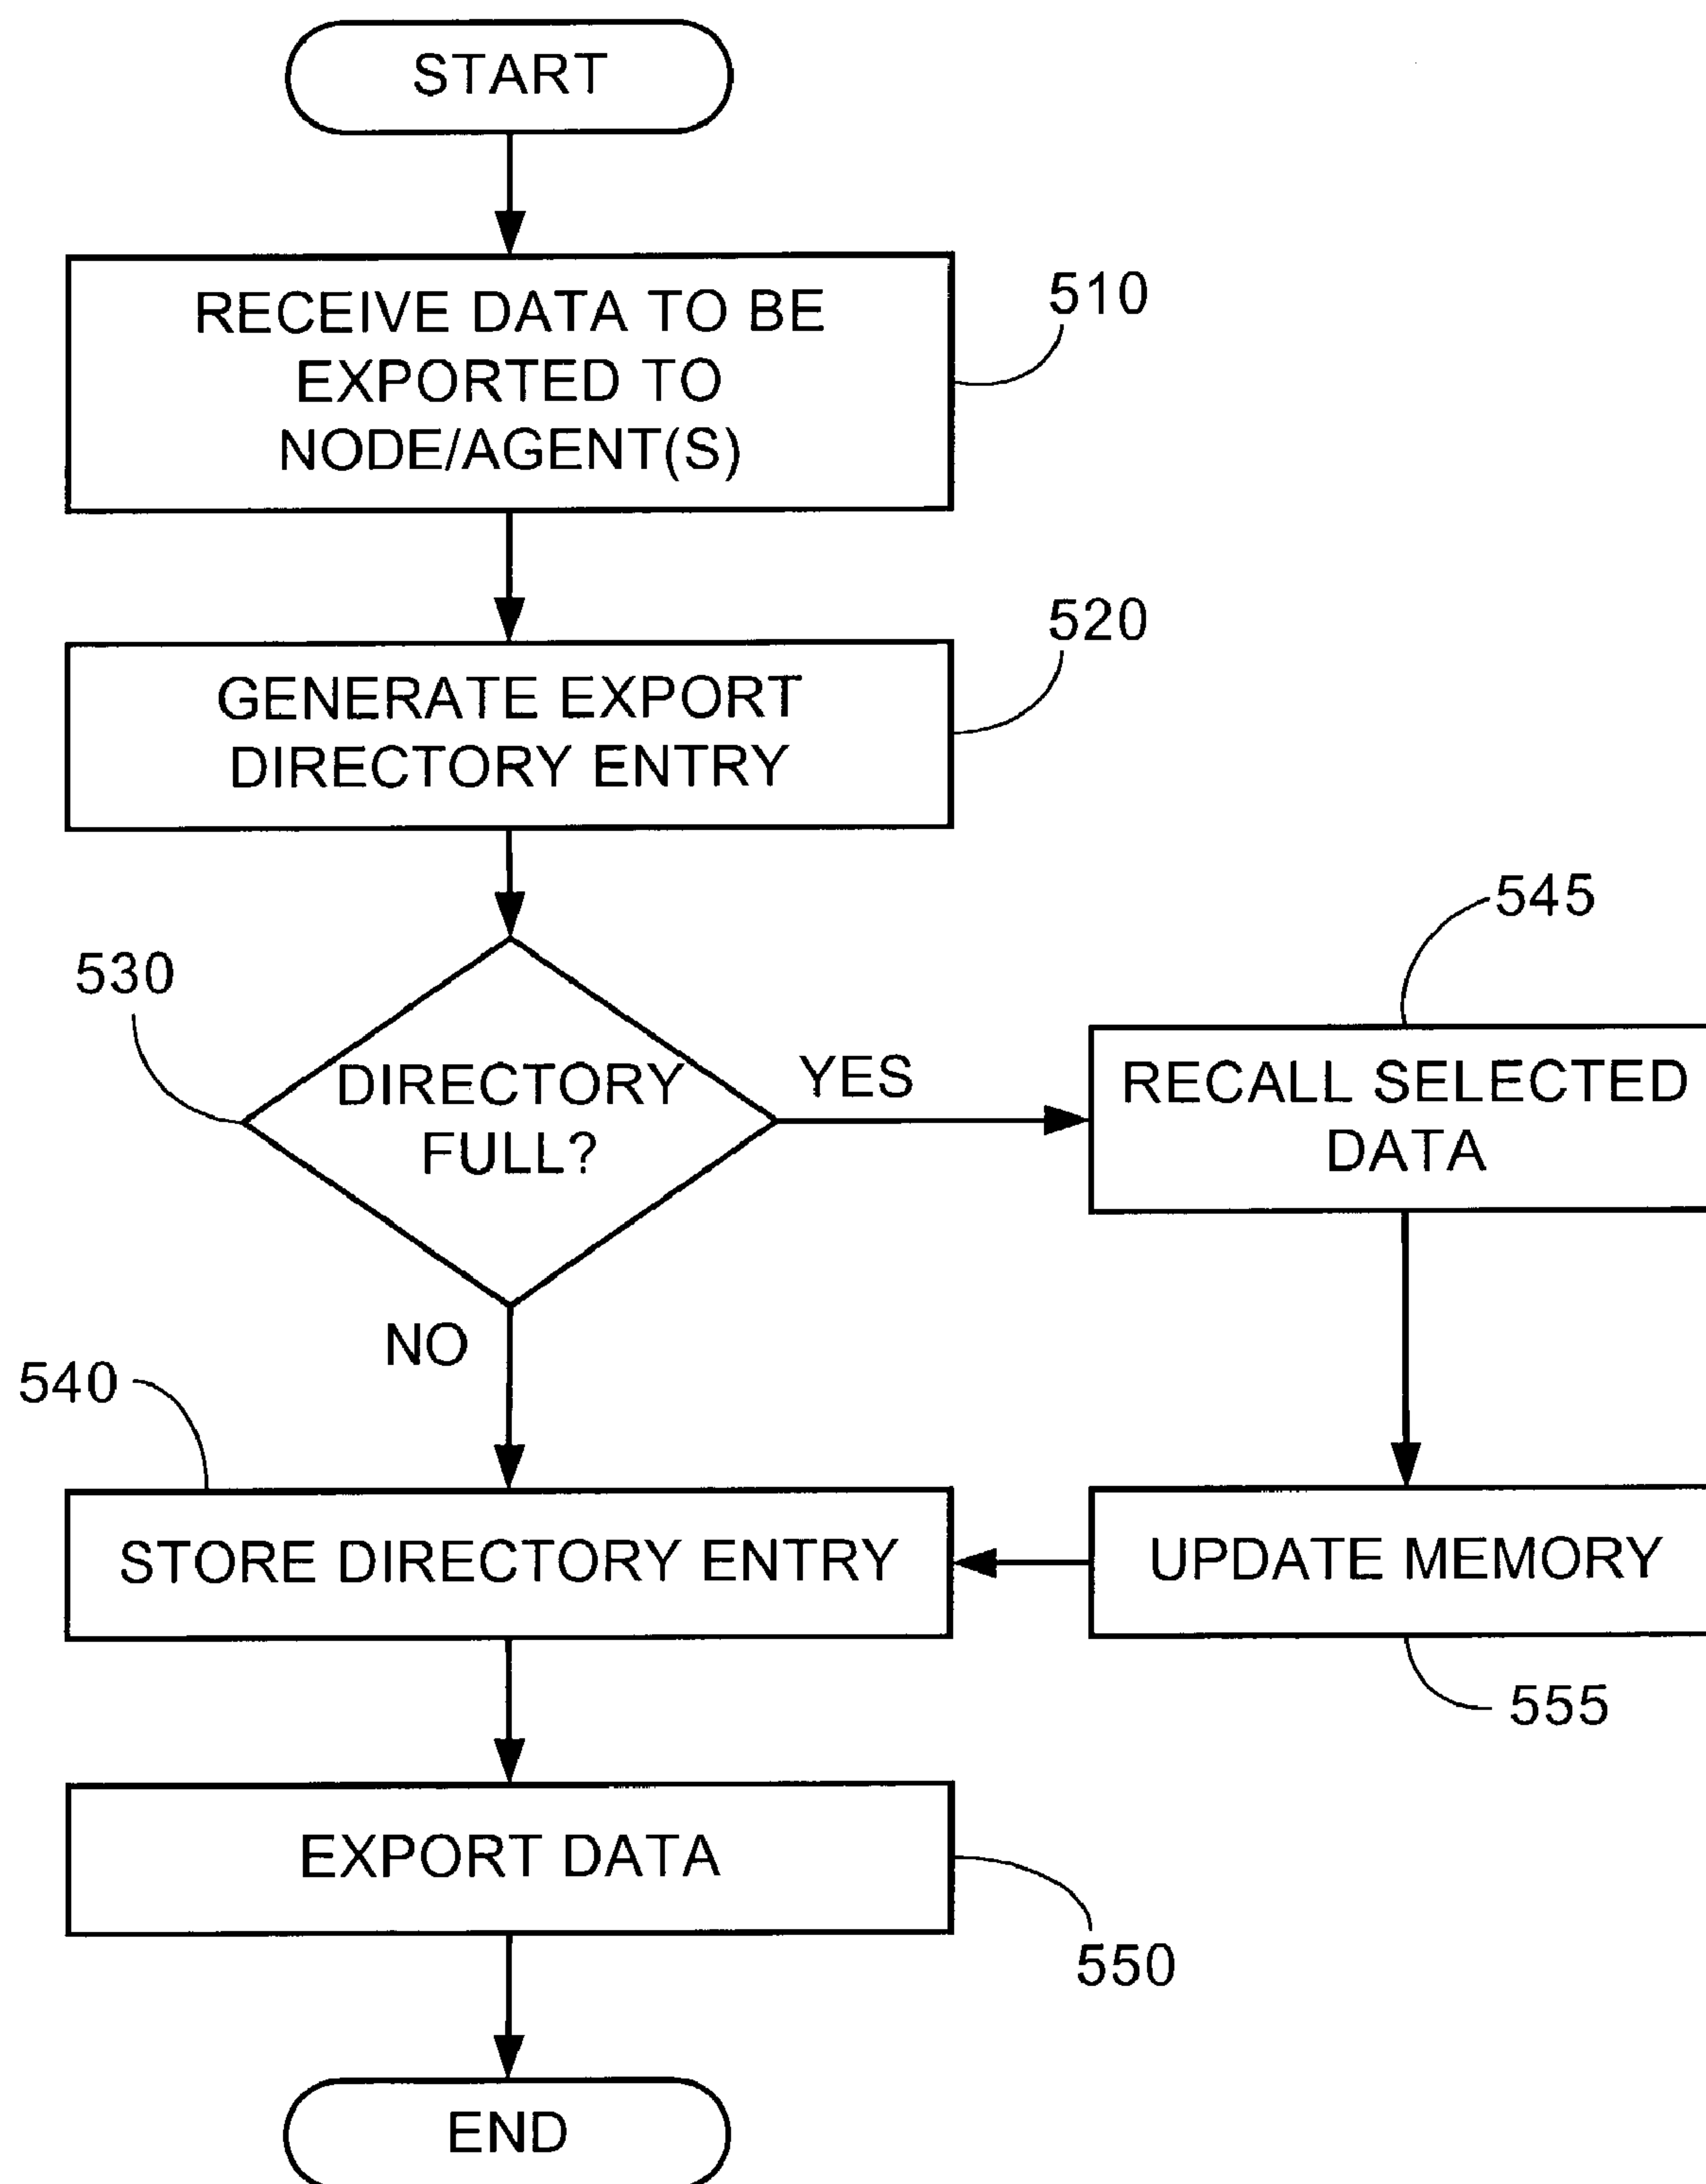 START
RECEIVE DATA TO BE
EXPORTED TO
NODE/AGENT(S)
510
GENERATE EXPORT
DIRECTORY ENTRY
520
530
DIRECTORY
FULL?
YES
NO
545
RECALL SELECTED
DATA
540
STORE DIRECTORY ENTRY
UPDATE MEMORY
555
EXPORT DATA
550
END